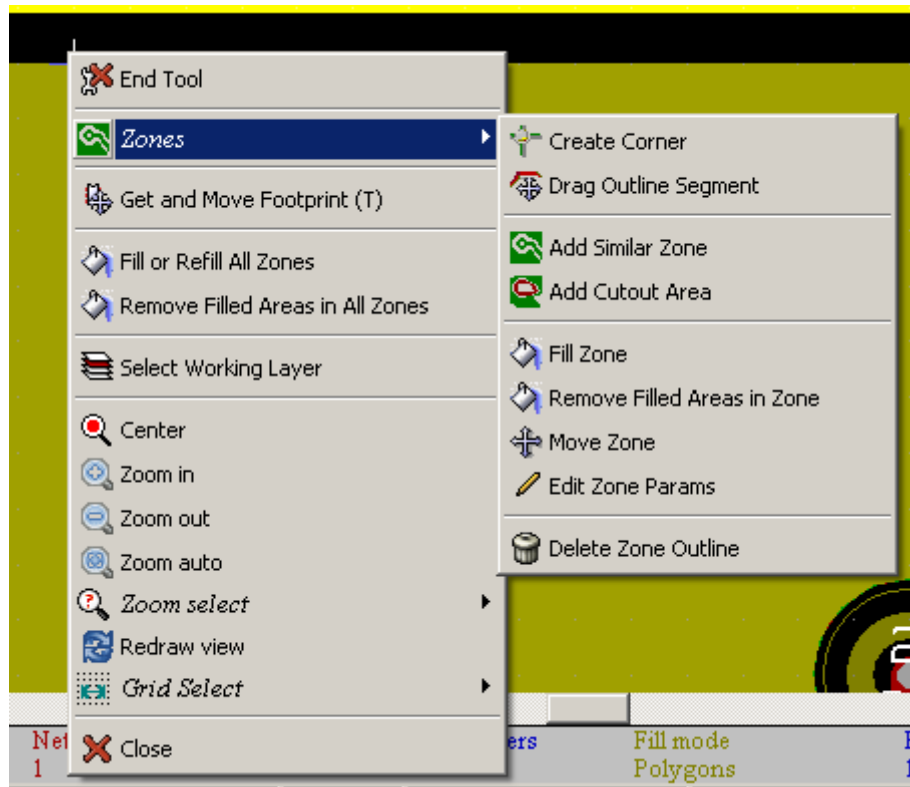 End Tool
Zones
Get and Move Footprint (T)
Fill or Refill All Zones
Remove Filled Areas in All Zones
Select Working Layer
Center
Zoom in
Zoom out
Zoom auto
Zoom select
Redraw view
Grid Select
Close
Create Corner
Drag Outline Segment
Add Similar Zone
Add Cutout Area
Fill Zone
Remove Filled Areas in Zone
Move Zone
Edit Zone Params
Delete Zone Outline
Net
1
ers
Fill mode
Polygons